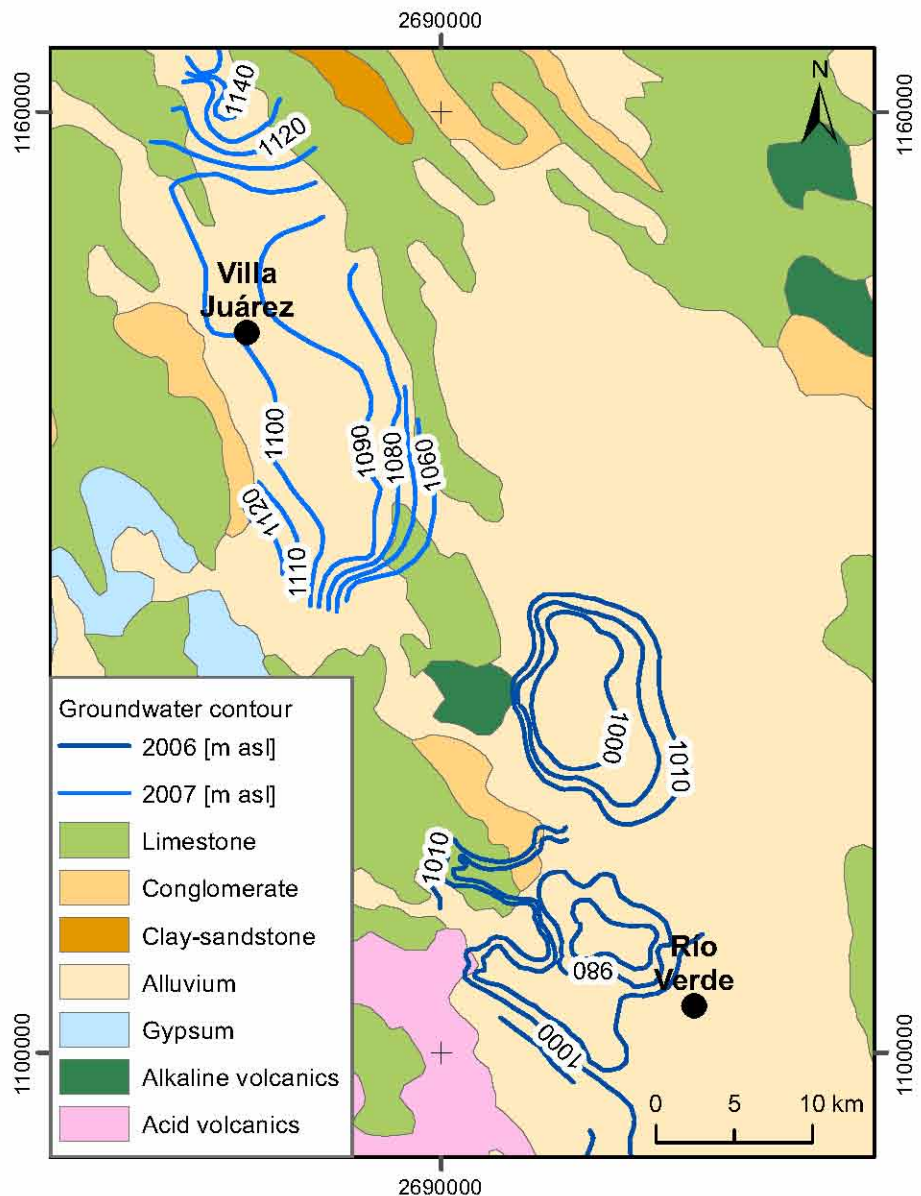 2690000
1160000
1160000
N
1140
1120
Villa
Juárez
1100
1090
1080
1060
1120
1110
1000
1010
1010
980
Río
Verde
1000
1100000
1100000
Groundwater contour
2006 [m asl]
2007 [m asl]
Limestone
Conglomerate
Clay-sandstone
Alluvium
Gypsum
Alkaline volcanics
Acid volcanics
0 5 10 km
2690000